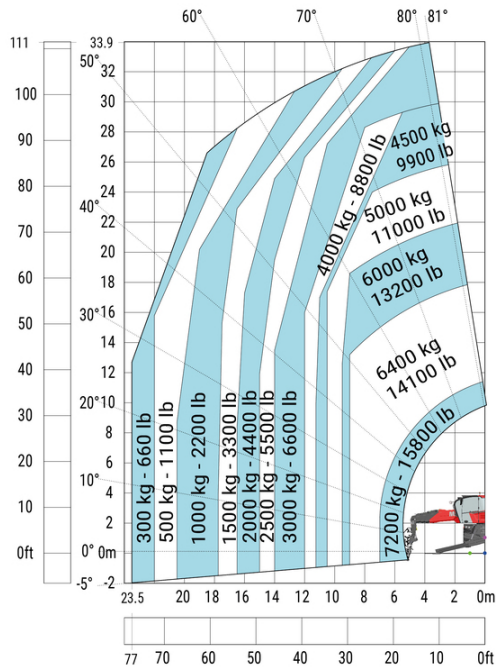 60° 70° 80° 81°
111 33.9
50°
32
100
30
90 28
4500 kg
9900 lb
26
80 24
4000 kg - 8800 lb
5000 kg
11000 lb
40°
70 22
20
60
6000 kg
13200 lb
18
30° 16
50
14
6400 kg
14100 lb
40
12
30
20° 10
8
20
6
10° 4
10
2
0ft 0° 0m
-5° -2
300 kg - 660 lb
500 kg - 1100 lb
1000 kg - 2200 lb
1500 kg - 3300 lb
2000 kg - 4400 lb
2500 kg - 5500 lb
3000 kg - 6600 lb
7200 kg - 15800 lb
23.5 20 18 16 14 12 10 8 6 4 2 0m
77 70 60 50 40 30 20 10 0ft